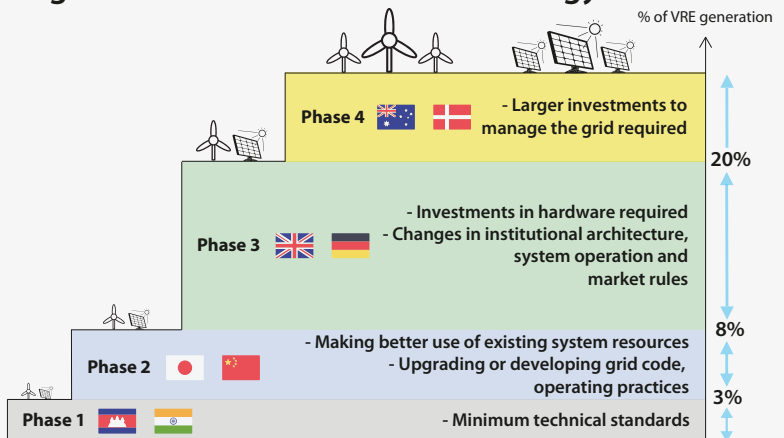 % of VRE generation
Phase 4
- Larger investments to
manage the grid required
20%
Phase 3
- Investments in hardware required
- Changes in institutional architecture,
system operation and
market rules
8%
Phase 2
- Making better use of existing system resources
- Upgrading or developing grid code,
operating practices
3%
Phase 1
- Minimum technical standards